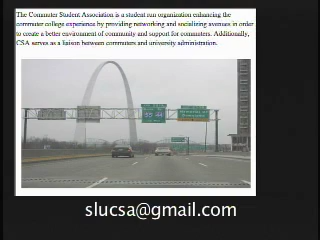 The Commuter Student Association is a student run organization enhancing the
commuter college experience by providing networking and socializing avenues in order
to create a better environment of community and support for commuters. Additionally,
CSA serves as a liaison between commuters and university administration.
slucsa@gmail.com